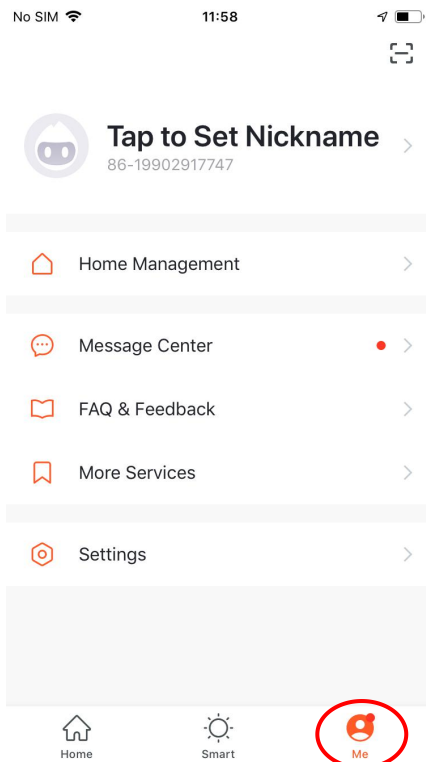 No SIM 11:58
Tap to Set Nickname
86-19902917747
Home Management
Message Center
FAQ & Feedback
More Services
Settings
Home Smart Me